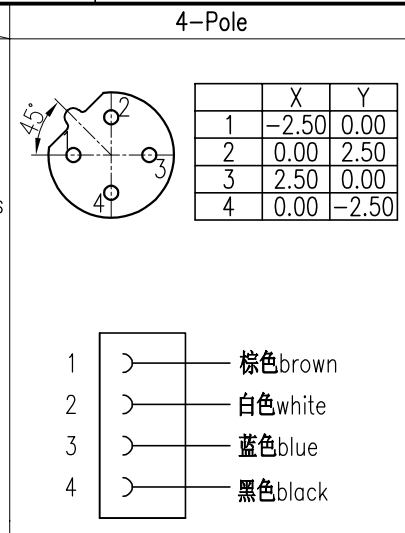 4-Pole
45°
1
2
3
4
X Y
1 -2.50 0.00
2 0.00 2.50
3 2.50 0.00
4 0.00 -2.50
s
1 棕色brown
2 白色white
3 蓝色blue
4 黑色black